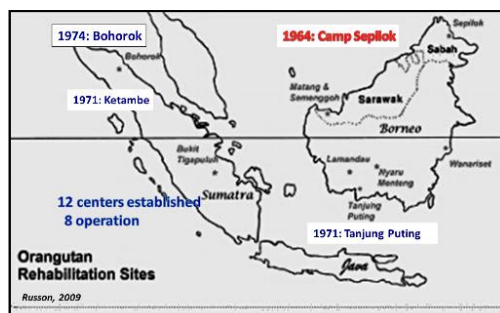 1974: Bohorok
1964: Camp Sepilok
Sepilok
Sabah
Bohorok
Matang &
Semenggoh
Sarawak
1971: Ketambe
Borneo
Bukit
Tigapuluh
Lamandau
Nyaru
Menteng
Wanariset
Sumatra
Tanjung
Puting
12 centers established
8 operation
1971: Tanjung Puting
Orangutan
Rehabilitation Sites
Java
Russon, 2009